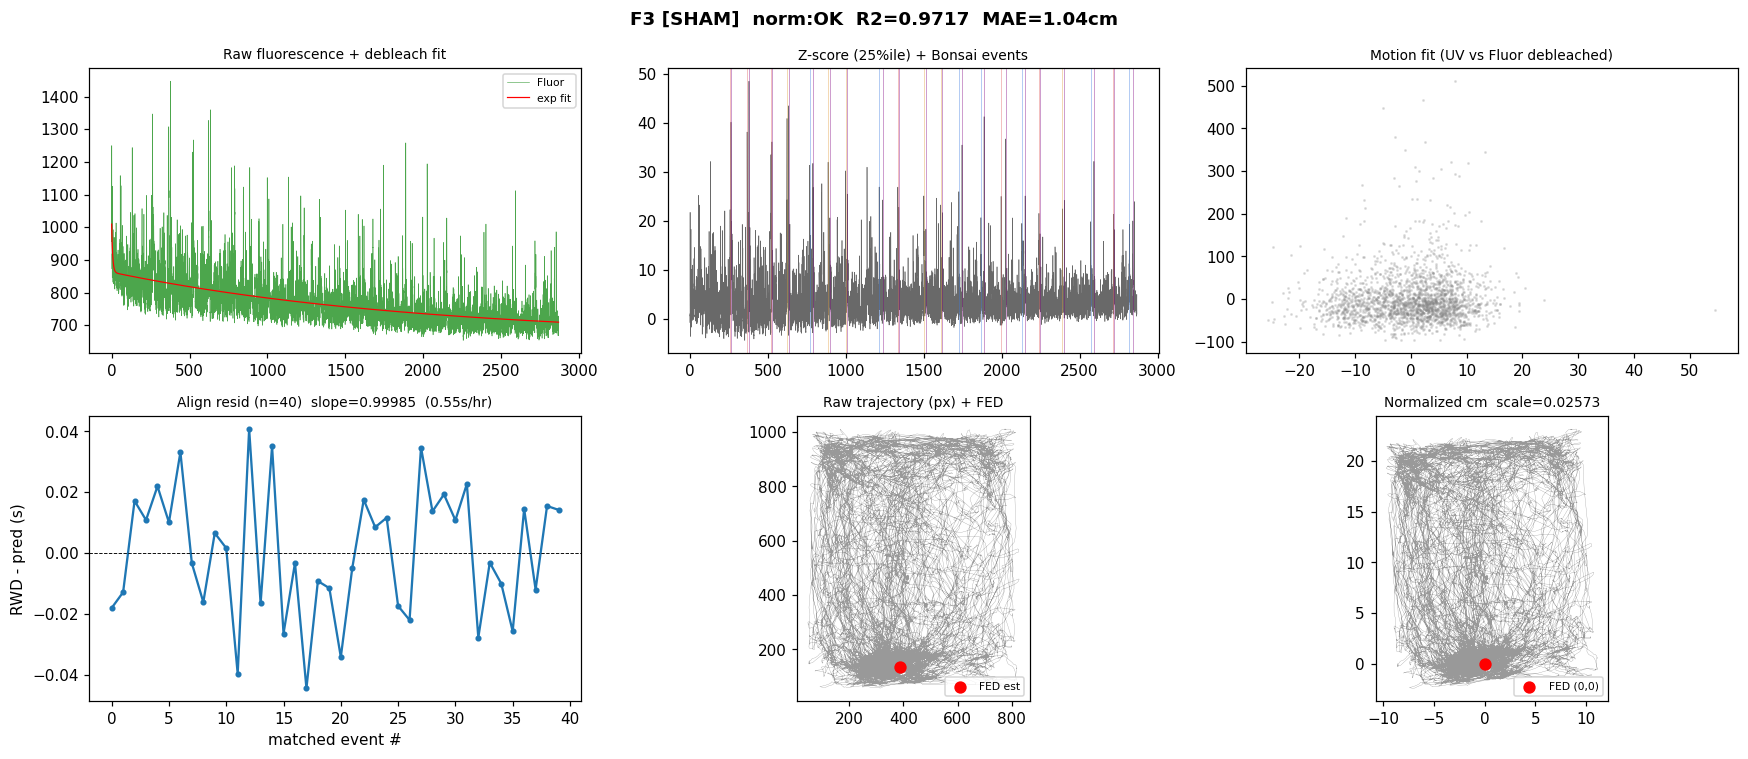 F3 [SHAM]  norm:OK  R2=0.9717  MAE=1.04cm
Raw fluorescence + debleach fit
Fluor
exp fit
1400
1300
1200
1100
1000
900
800
700
0 500 1000 1500 2000 2500 3000
Z-score (25%ile) + Bonsai events
50
40
30
20
10
0
0 500 1000 1500 2000 2500 3000
Motion fit (UV vs Fluor debleached)
500
400
300
200
100
0
−100
−20 −10 0 10 20 30 40 50
Align resid (n=40)  slope=0.99985  (0.55s/hr)
RWD - pred (s)
0.04
0.02
0.00
−0.02
−0.04
0 5 10 15 20 25 30 35 40
matched event #
Raw trajectory (px) + FED
1000
800
600
400
200
FED est
200 400 600 800
Normalized cm  scale=0.02573
20
15
10
5
0
FED (0,0)
−10 −5 0 5 10